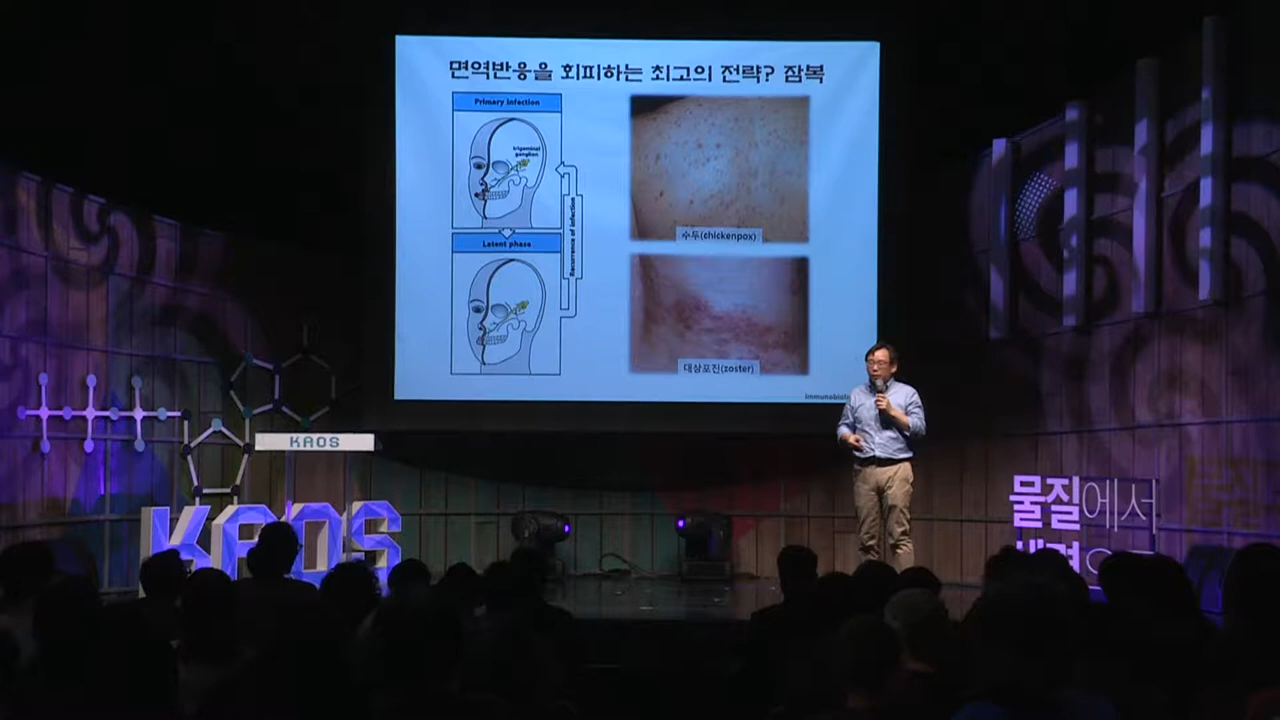 면역반응을 회피하는 최고의 전략? 잠복
Primary infection
trigeminal
ganglion
Latent phase
Recurrence of infection
수두(chickenpox)
대상포진(zoster)
KAOS
KAOS
물질에서